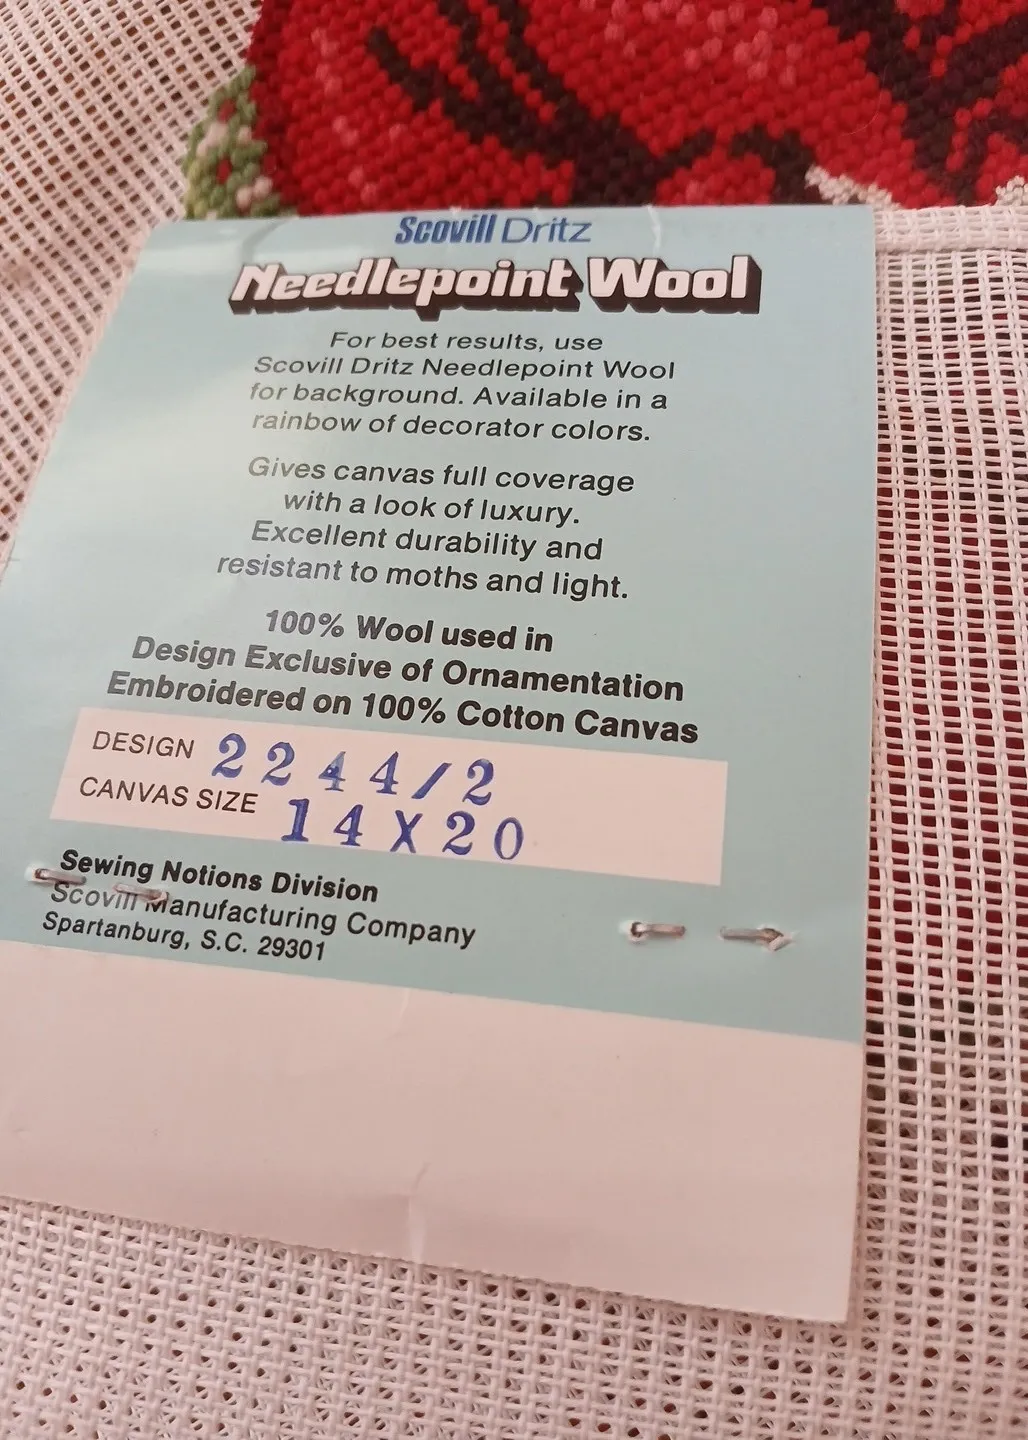 Scovill Dritz
Needlepoint Wool
For best results, use
Scovill Dritz Needlepoint Wool
for background. Available in a
rainbow of decorator colors.
Gives canvas full coverage
with a look of luxury.
Excellent durability and
resistant to moths and light.
100% Wool used in
Design Exclusive of Ornamentation
Embroidered on 100% Cotton Canvas
DESIGN 2244/2
CANVAS SIZE 14 X 20
Sewing Notions Division
Scovill Manufacturing Company
Spartanburg, S.C. 29301